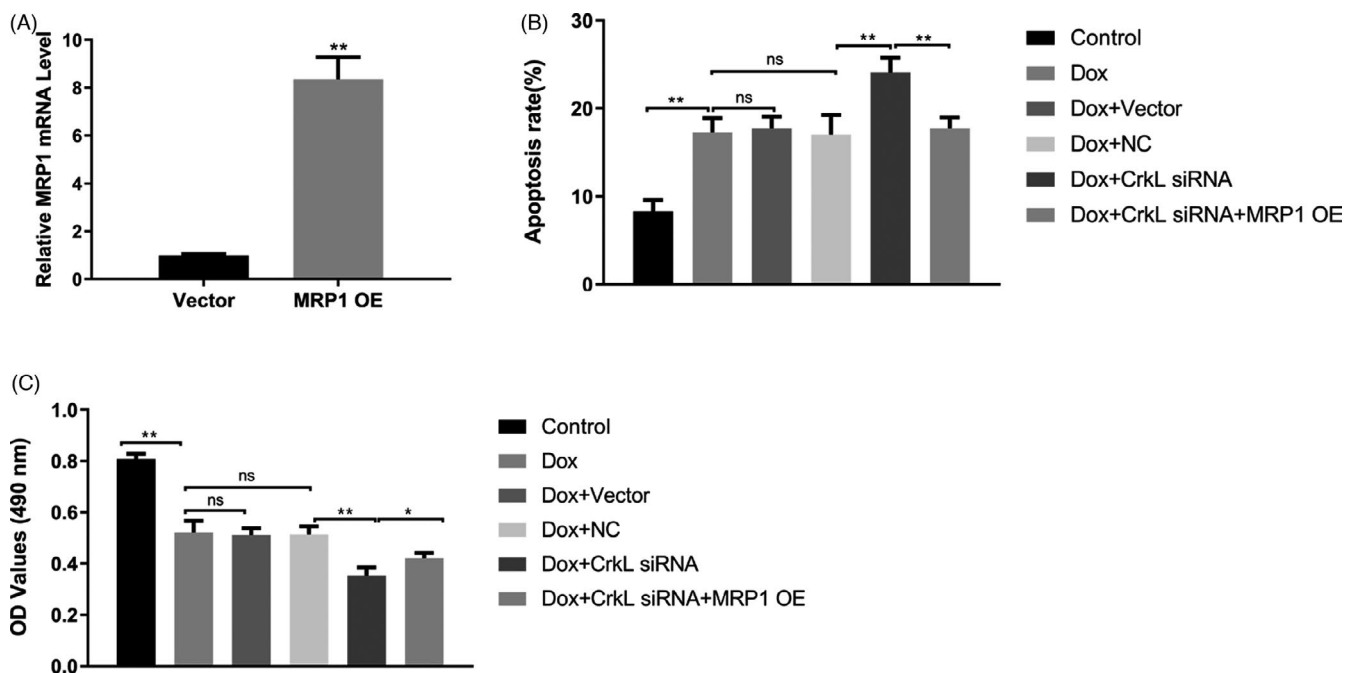 (A)
Relative MRP1 mRNA Level
10
8
6
4
2
0
**
Vector
MRP1 OE
(B)
Apoptosis rate(%)
30
20
10
0
**
ns
ns
**
**
Control
Dox
Dox+Vector
Dox+NC
Dox+CrkL siRNA
Dox+CrkL siRNA+MRP1 OE
(C)
OD Values (490 nm)
1.0
0.8
0.6
0.4
0.2
0.0
**
ns
ns
**
*
Control
Dox
Dox+Vector
Dox+NC
Dox+CrkL siRNA
Dox+CrkL siRNA+MRP1 OE